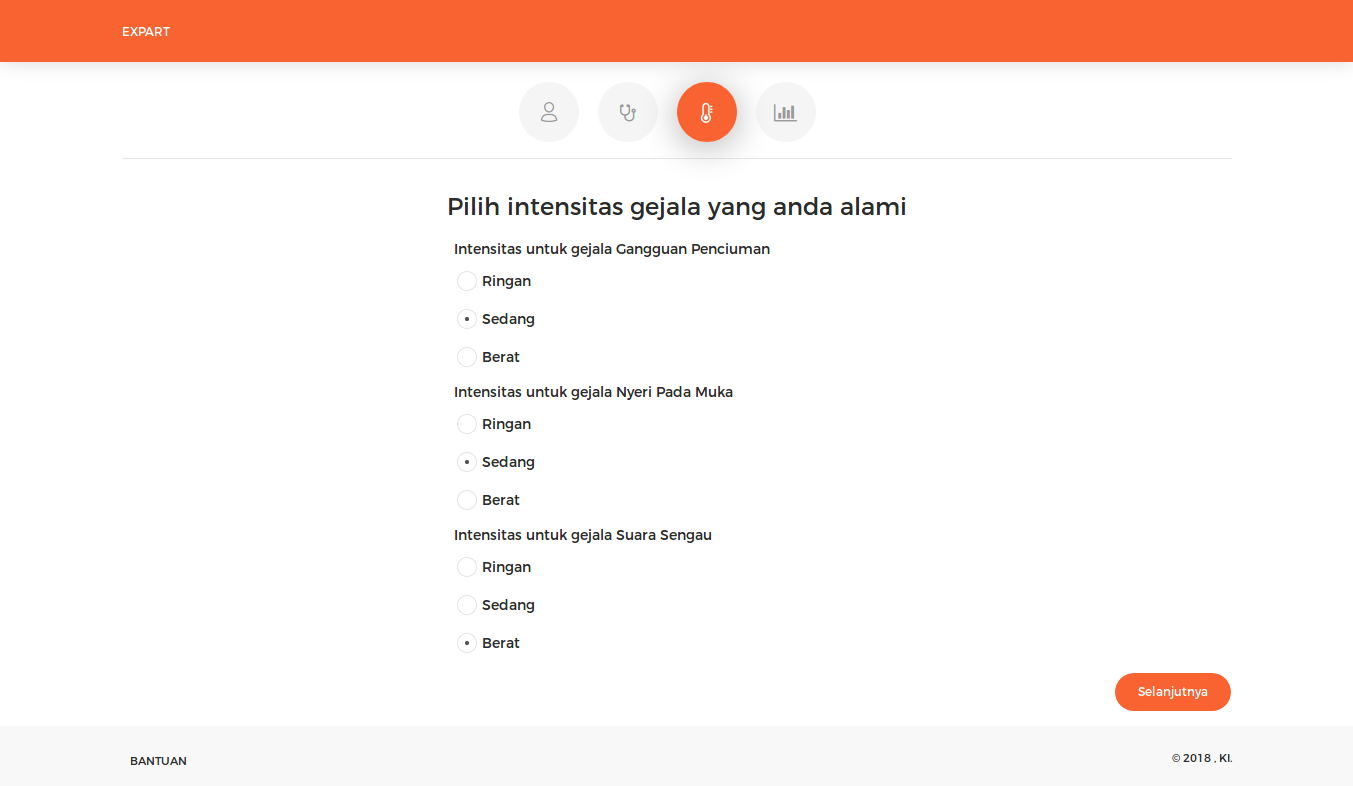 EXPART
Pilih intensitas gejala yang anda alami
Intensitas untuk gejala Gangguan Penciuman
Ringan
Sedang
Berat
Intensitas untuk gejala Nyeri Pada Muka
Ringan
Sedang
Berat
Intensitas untuk gejala Suara Sengau
Ringan
Sedang
Berat
Selanjutnya
BANTUAN
© 2018 , KI.